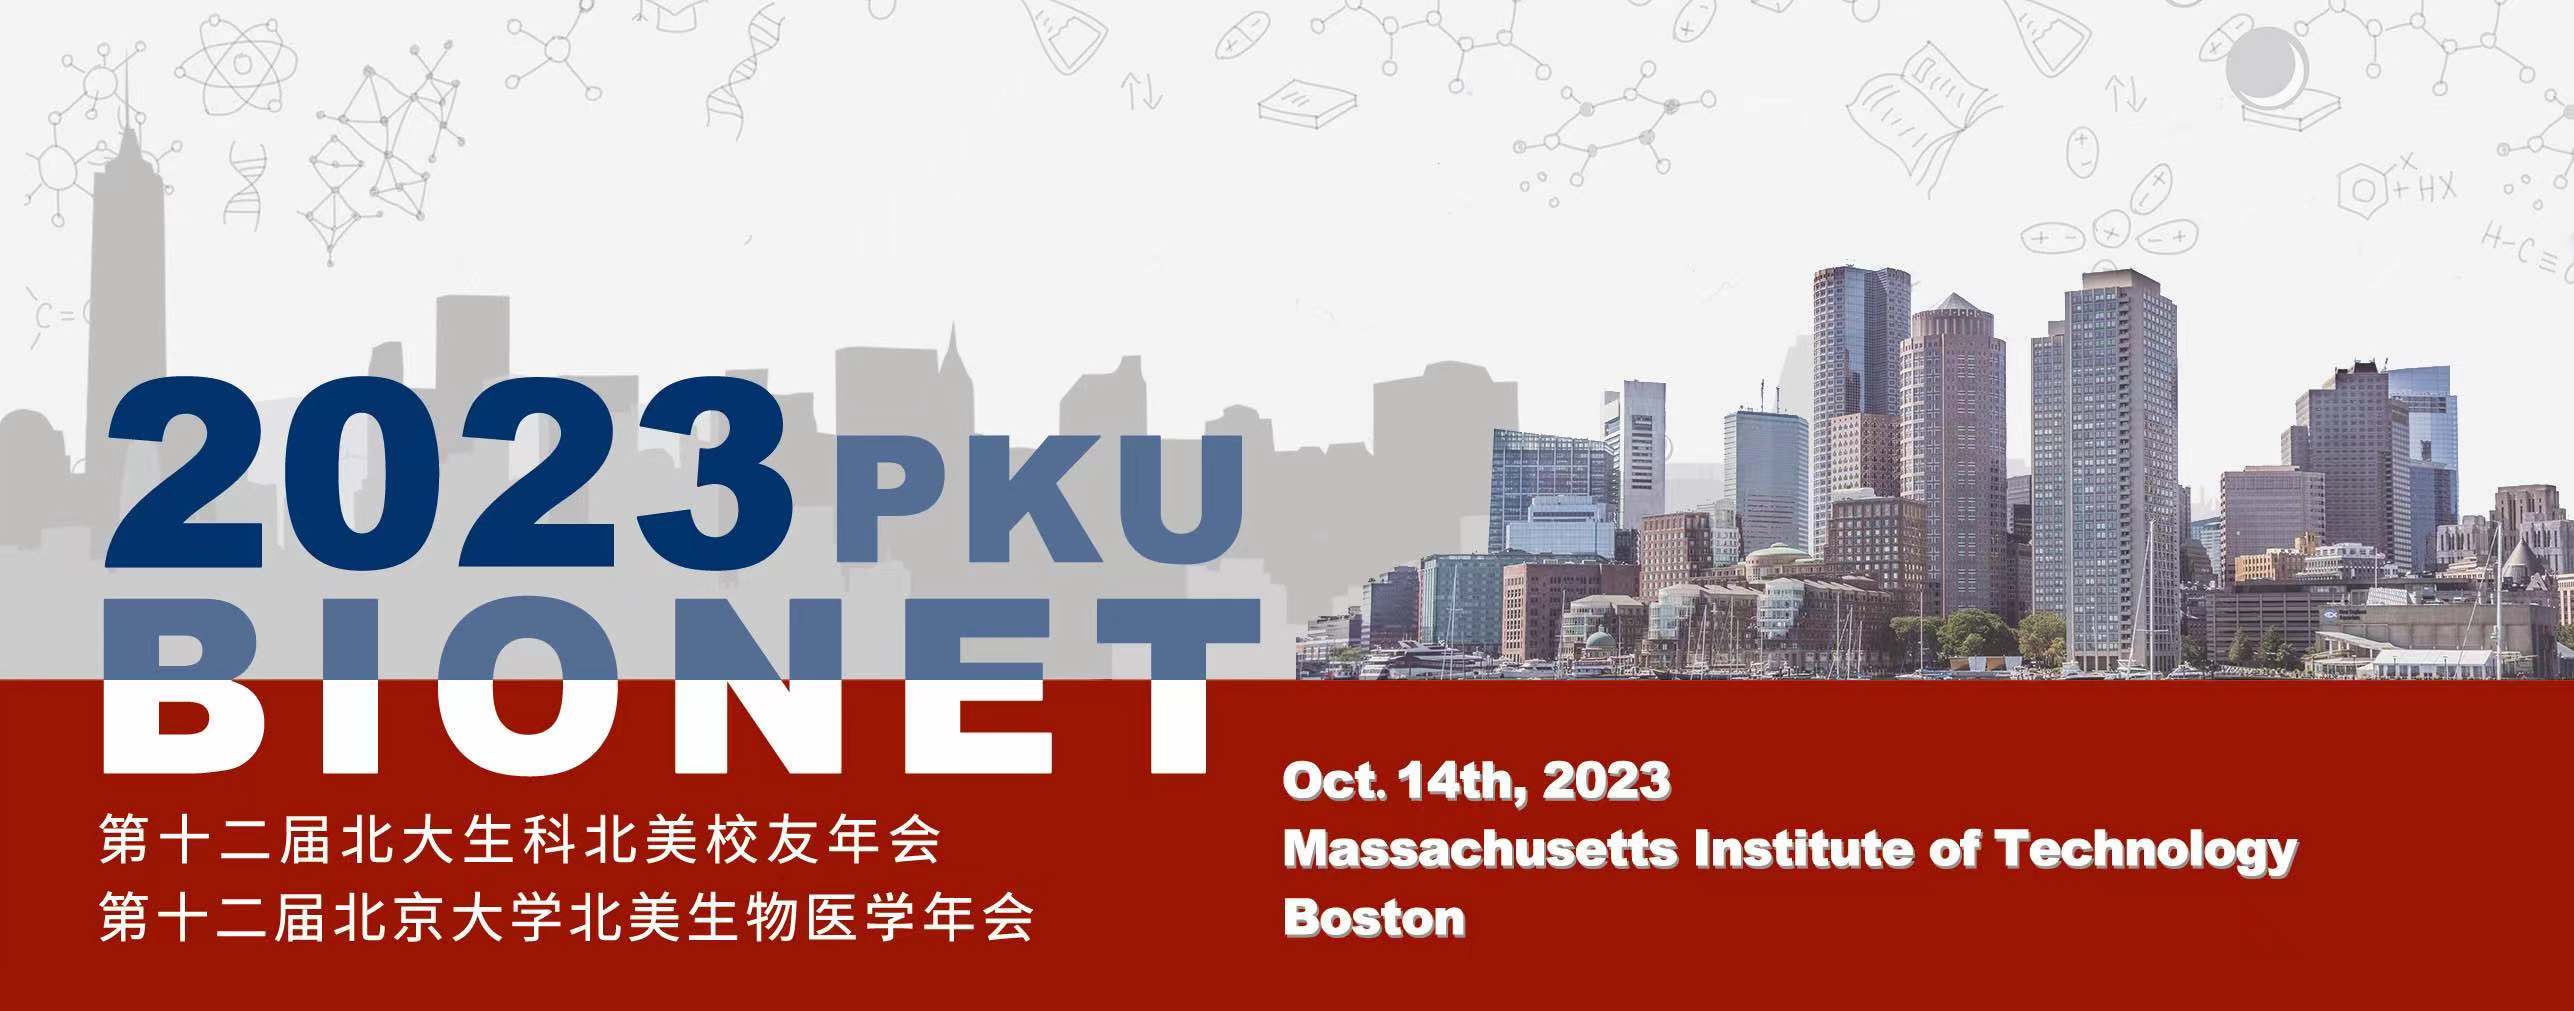 2023 PKU
BIONET
第十二届北大生科北美校友年会
第十二届北京大学北美生物医学年会
Oct. 14th, 2023
Massachusetts Institute of Technology
Boston
C=
+HX
H-C≡